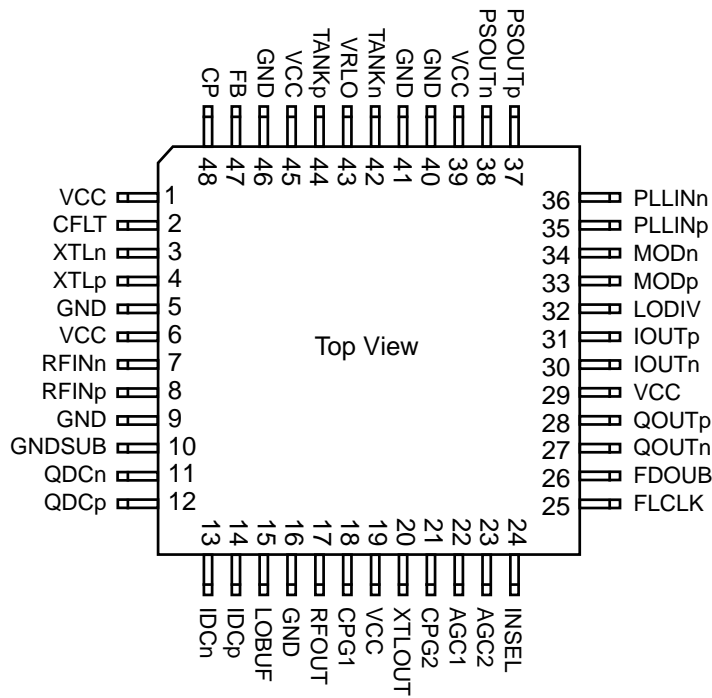 CP FB GND VCC TANKp VRLO TANKn GND GND VCC PSOUTn PSOUTp
48 47 46 45 44 43 42 41 40 39 38 37
VCC 1 36 PLLINn
CFLT 2 35 PLLINp
XTLn 3 34 MODn
XTLp 4 33 MODp
GND 5 32 LODIV
VCC 6 31 IOUTp
Top View
RFINn 7 30 IOUTn
RFINp 8 29 VCC
GND 9 28 QOUTp
GNDSUB 10 27 QOUTn
QDCn 11 26 FDOUB
QDCp 12 25 FLCLK
13 14 15 16 17 18 19 20 21 22 23 24
IDCn IDCp LOBUF GND RFOUT CPG1 VCC XTLOUT CPG2 AGC1 AGC2 INSEL